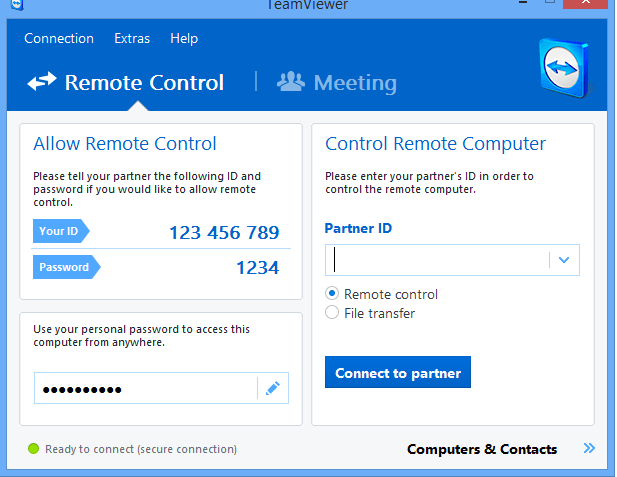 TeamViewer
Connection Extras Help
Remote Control Meeting
Allow Remote Control
Please tell your partner the following ID and
password if you would like to allow remote
control.
Your ID 123 456 789
Password 1234
Use your personal password to access this
computer from anywhere.
Control Remote Computer
Please enter your partner's ID in order to
control the remote computer.
Partner ID
Remote control
File transfer
Connect to partner
Ready to connect (secure connection)
Computers & Contacts